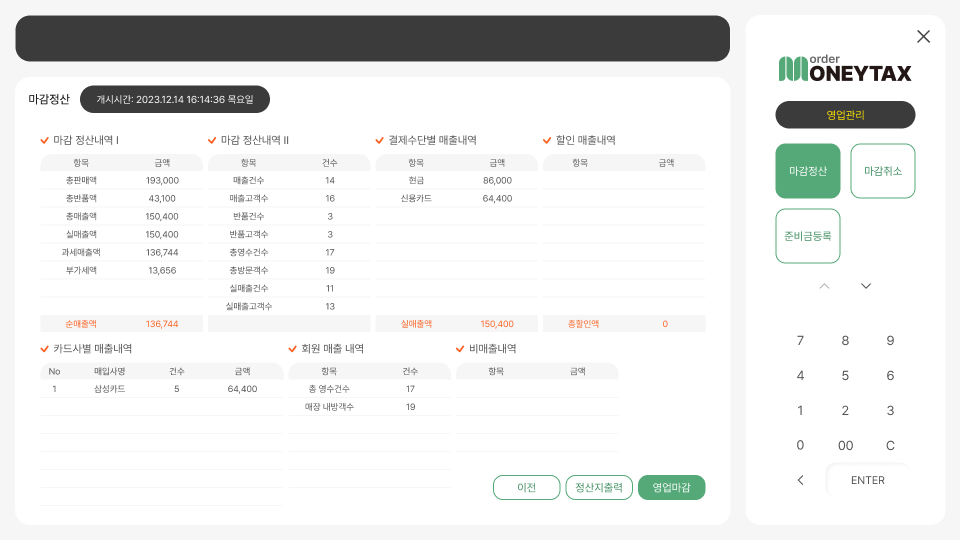 order
MONEYTAX
마감정산 개시시간: 2023.12.14 16:14:36 목요일
영업관리
마감정산 마감취소
준비금등록
마감 정산내역 I
항목 금액
총판매액 193,000
총반품액 43,100
총매출액 150,400
실매출액 150,400
과세매출액 136,744
부가세액 13,656
순매출액 136,744
마감 정산내역 II
항목 건수
매출건수 14
매출고객수 16
반품건수 3
반품고객수 3
총영수건수 17
총방문객수 19
실매출건수 11
실매출고객수 13
결제수단별 매출내역
항목 금액
현금 86,000
신용카드 64,400
실매출액 150,400
할인 매출내역
항목 금액
총할인액 0
카드사별 매출내역
No 매입사명 건수 금액
1 삼성카드 5 64,400
회원 매출 내역
항목 건수
총 영수건수 17
매장 내방객수 19
비매출내역
항목 금액
이전 정산지출력 영업마감
7 8 9
4 5 6
1 2 3
0 00 C
ENTER